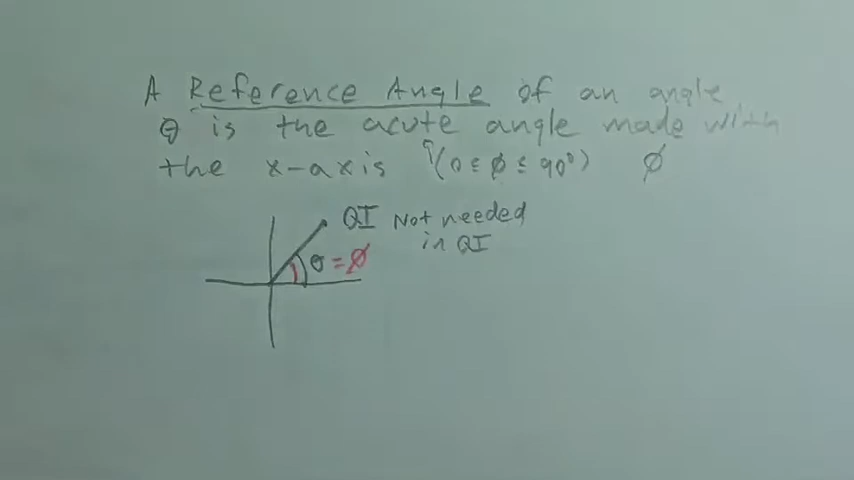 A Reference Angle of an angle
θ is the acute angle made with
the x-axis (0 ≤ ø ≤ 90°) ø
QI Not needed
in QI
θ = ø